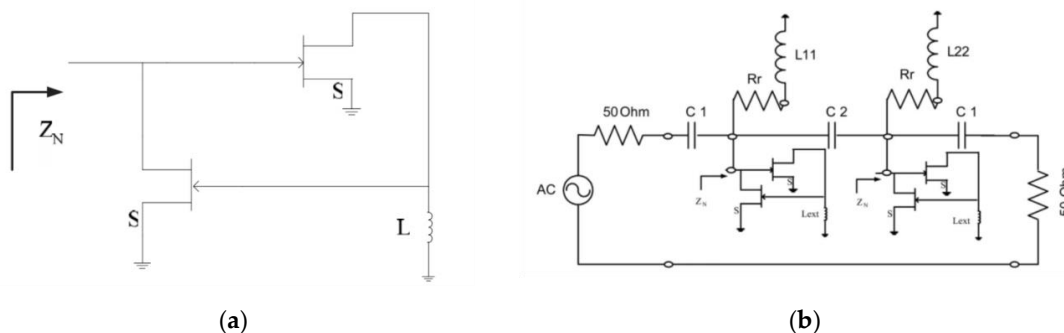 S
Z_N
S
L
(a)
L11
L22
Rr
Rr
50 Ohm
C 1
C 2
C 1
AC
Z_N
S
S
Lext
Z_N
S
S
Lext
50 Ohm
(b)